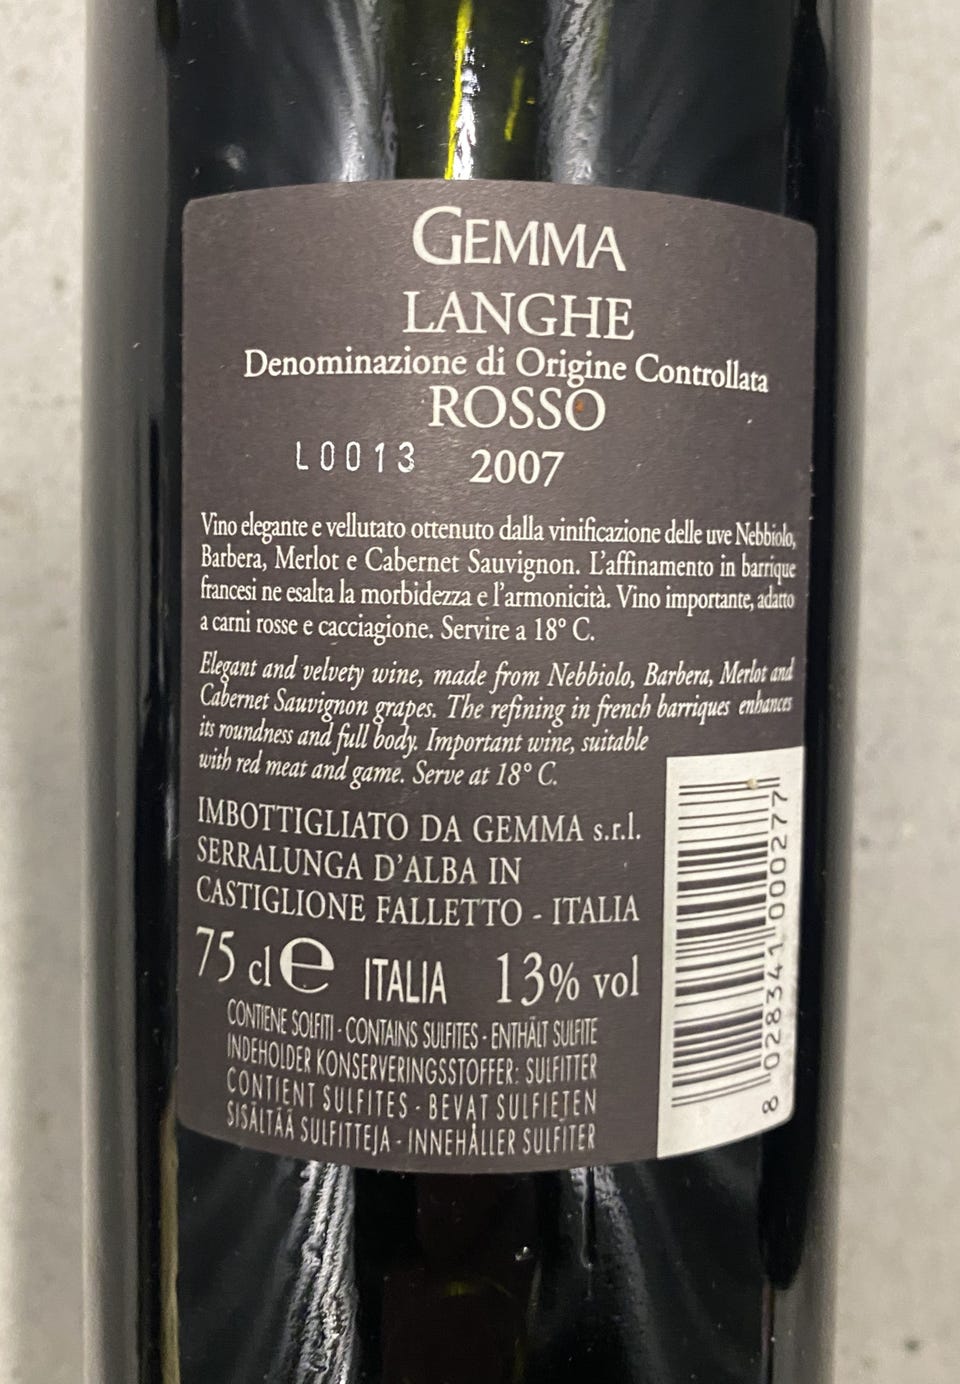 GEMMA
LANGHE
Denominazione di Origine Controllata
ROSSO
L0013 2007
Vino elegante e vellutato ottenuto dalla vinificazione delle uve Nebbiolo,
Barbera, Merlot e Cabernet Sauvignon. L'affinamento in barrique
francesi ne esalta la morbidezza e l'armonicità. Vino importante, adatto
a carni rosse e cacciagione. Servire a 18° C.
Elegant and velvety wine, made from Nebbiolo, Barbera, Merlot and
Cabernet Sauvignon grapes. The refining in french barriques enhances
its roundness and full body. Important wine, suitable
with red meat and game. Serve at 18° C.
IMBOTTIGLIATO DA GEMMA s.r.l.
SERRALUNGA D'ALBA IN
CASTIGLIONE FALLETTO - ITALIA
75 cl e ITALIA 13% vol
CONTIENE SOLFITI - CONTAINS SULFITES - ENTHÄLT SULFITE
INDEHOLDER KONSERVERINGSSTOFFER: SULFITTER
CONTIENT SULFITES - BEVAT SULFIETEN
SISÄLTÄÄ SULFITTEJA - INNEHÅLLER SULFITER
8 028341 000277